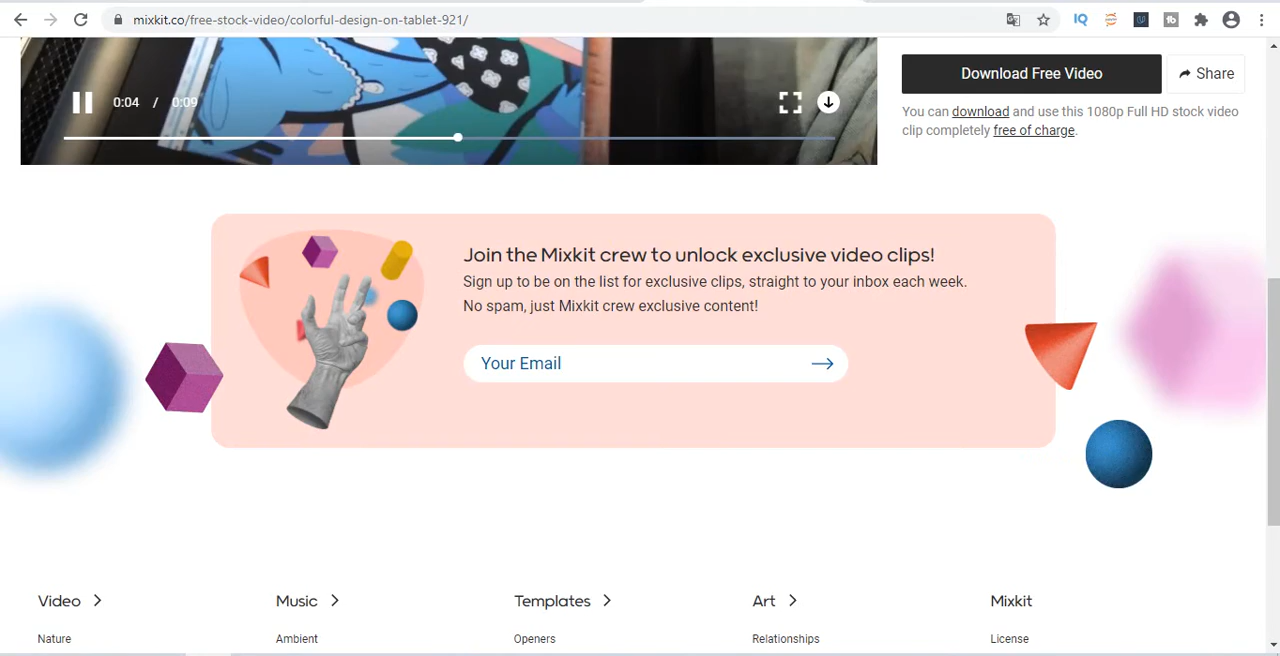 mixkit.co/free-stock-video/colorful-design-on-tablet-921/
0:04 / 0:09
Download Free Video
Share
You can download and use this 1080p Full HD stock video
clip completely free of charge.
Join the Mixkit crew to unlock exclusive video clips!
Sign up to be on the list for exclusive clips, straight to your inbox each week.
No spam, just Mixkit crew exclusive content!
Your Email
Video
Music
Templates
Art
Mixkit
Nature
Ambient
Openers
Relationships
License